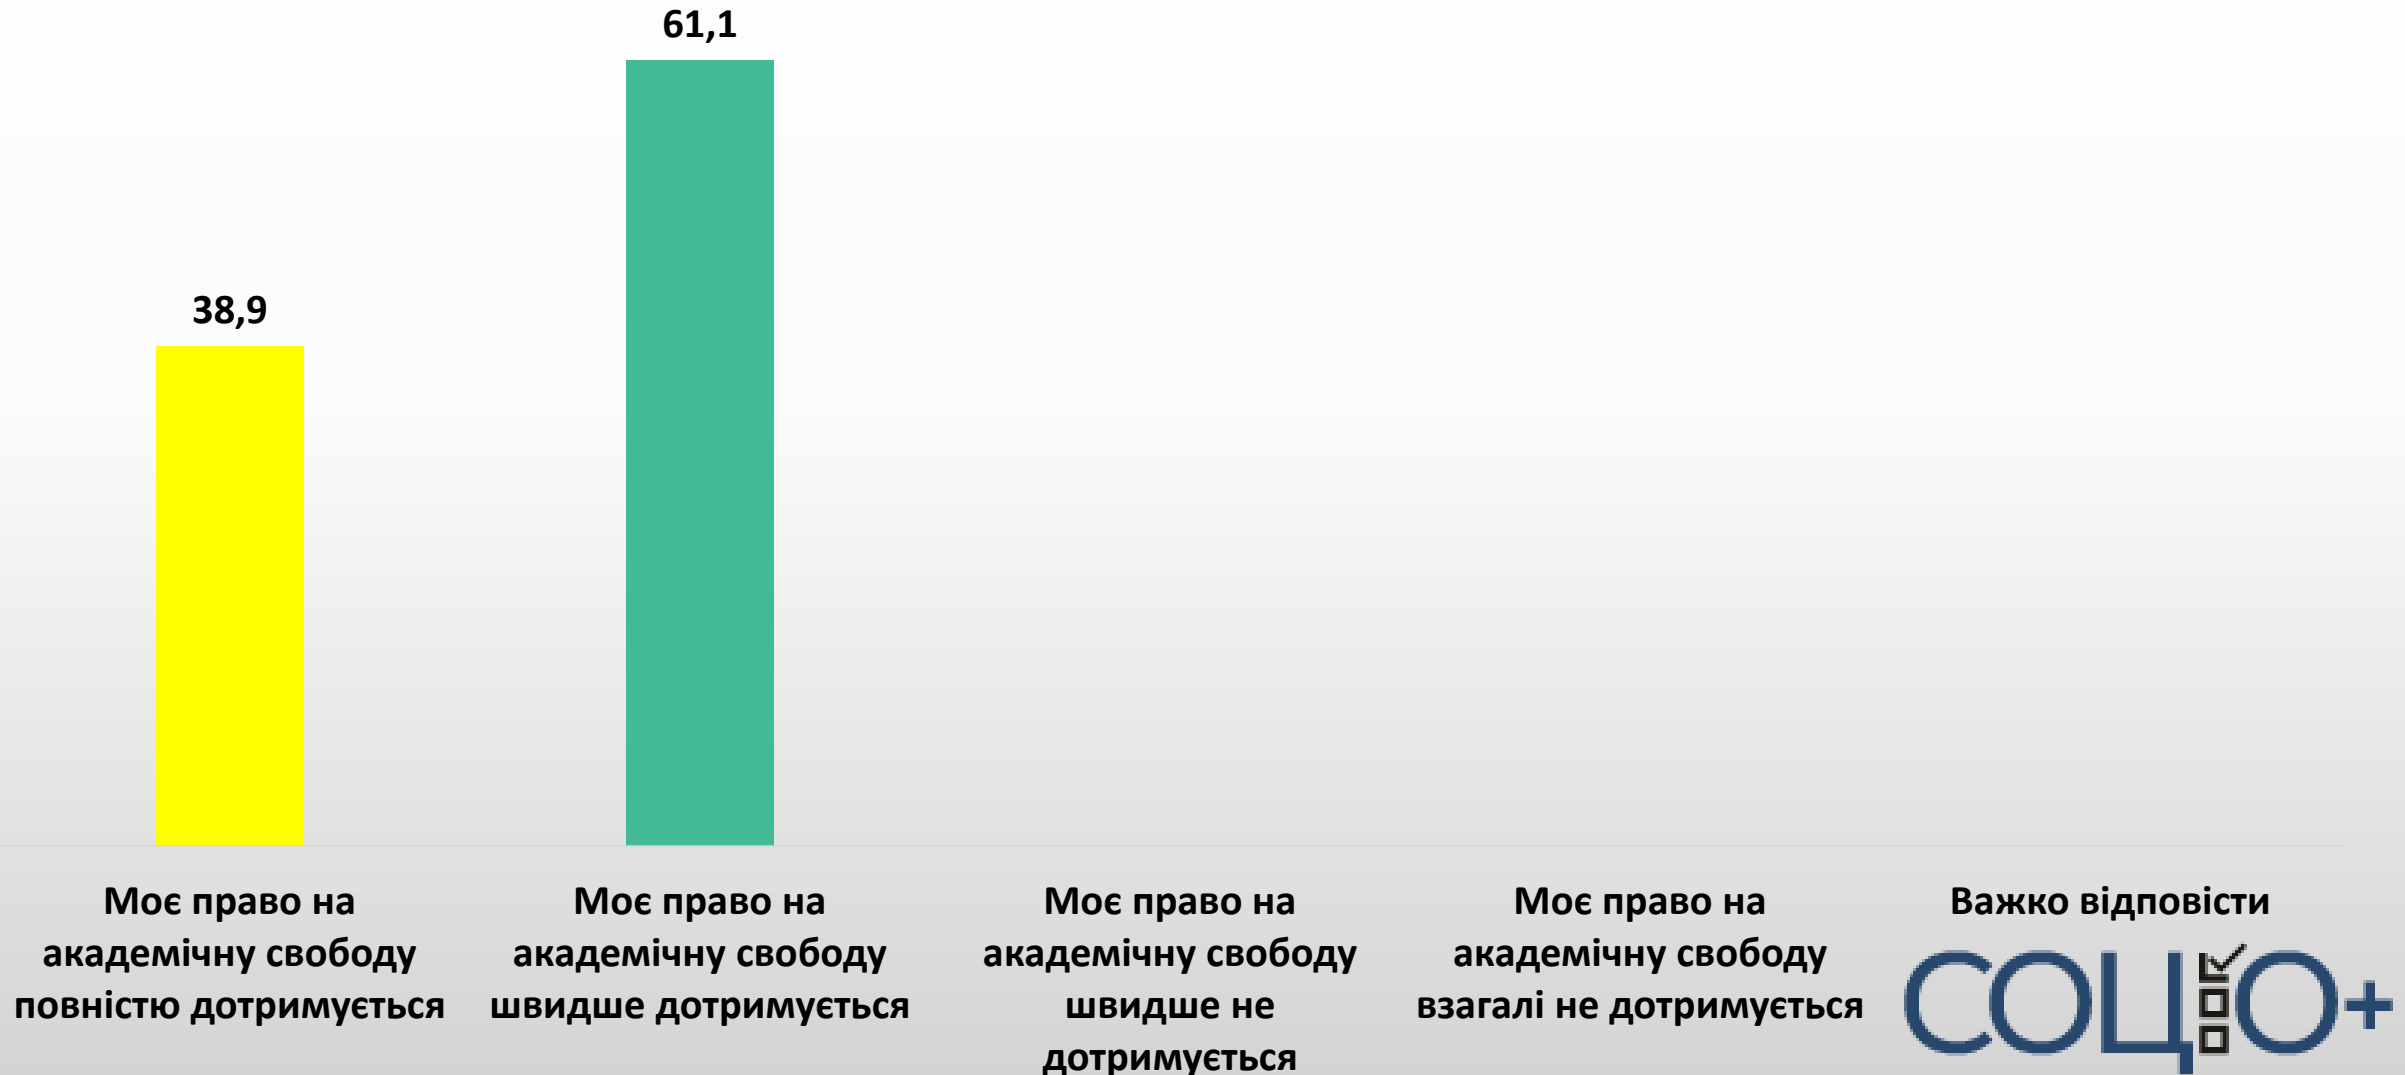 61,1
38,9
Моє право на
академічну свободу
повністю дотримується
Моє право на
академічну свободу
швидше дотримується
Моє право на
академічну свободу
швидше не
дотримується
Моє право на
академічну свободу
взагалі не дотримується
Важко відповісти
СОЦІО+